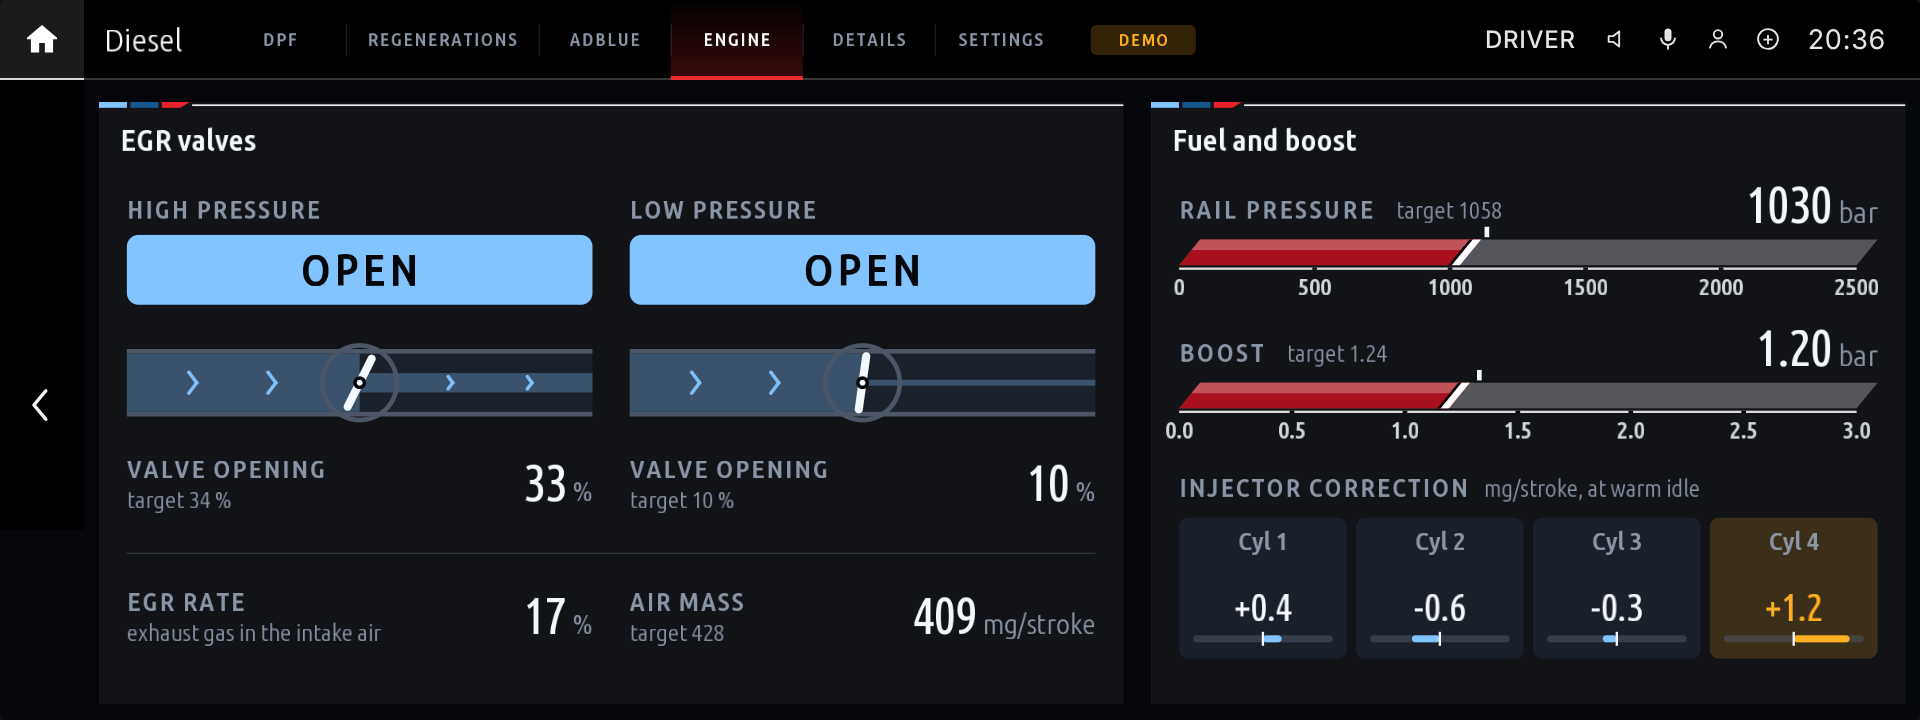 Diesel
DPF
REGENERATIONS
ADBLUE
ENGINE
DETAILS
SETTINGS
DEMO
DRIVER
20:36
EGR valves
HIGH PRESSURE
OPEN
LOW PRESSURE
OPEN
VALVE OPENING
33 %
target 34 %
VALVE OPENING
10 %
target 10 %
EGR RATE
17 %
exhaust gas in the intake air
AIR MASS
409 mg/stroke
target 428
Fuel and boost
RAIL PRESSURE target 1058
1030 bar
0 500 1000 1500 2000 2500
BOOST target 1.24
1.20 bar
0.0 0.5 1.0 1.5 2.0 2.5 3.0
INJECTOR CORRECTION mg/stroke, at warm idle
Cyl 1 Cyl 2 Cyl 3 Cyl 4
+0.4 -0.6 -0.3 +1.2